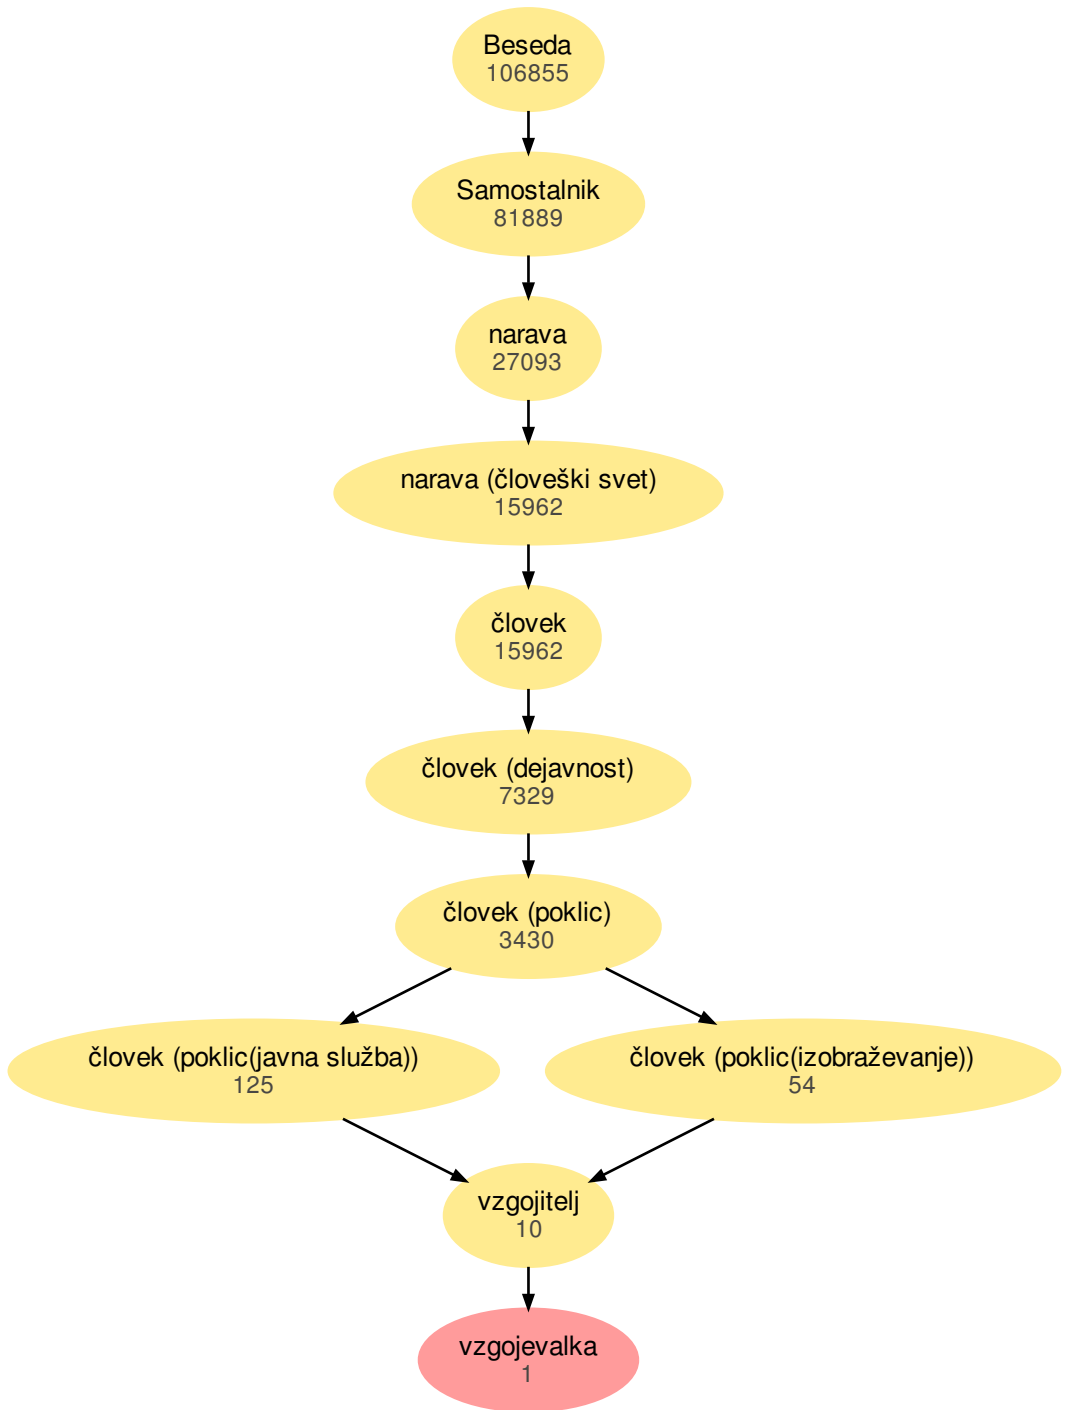 Beseda
106855
Samostalnik
81889
narava
27093
narava (človeški svet)
15962
človek
15962
človek (dejavnost)
7329
človek (poklic)
3430
človek (poklic(javna služba))
125
človek (poklic(izobraževanje))
54
vzgojitelj
10
vzgojevalka
1